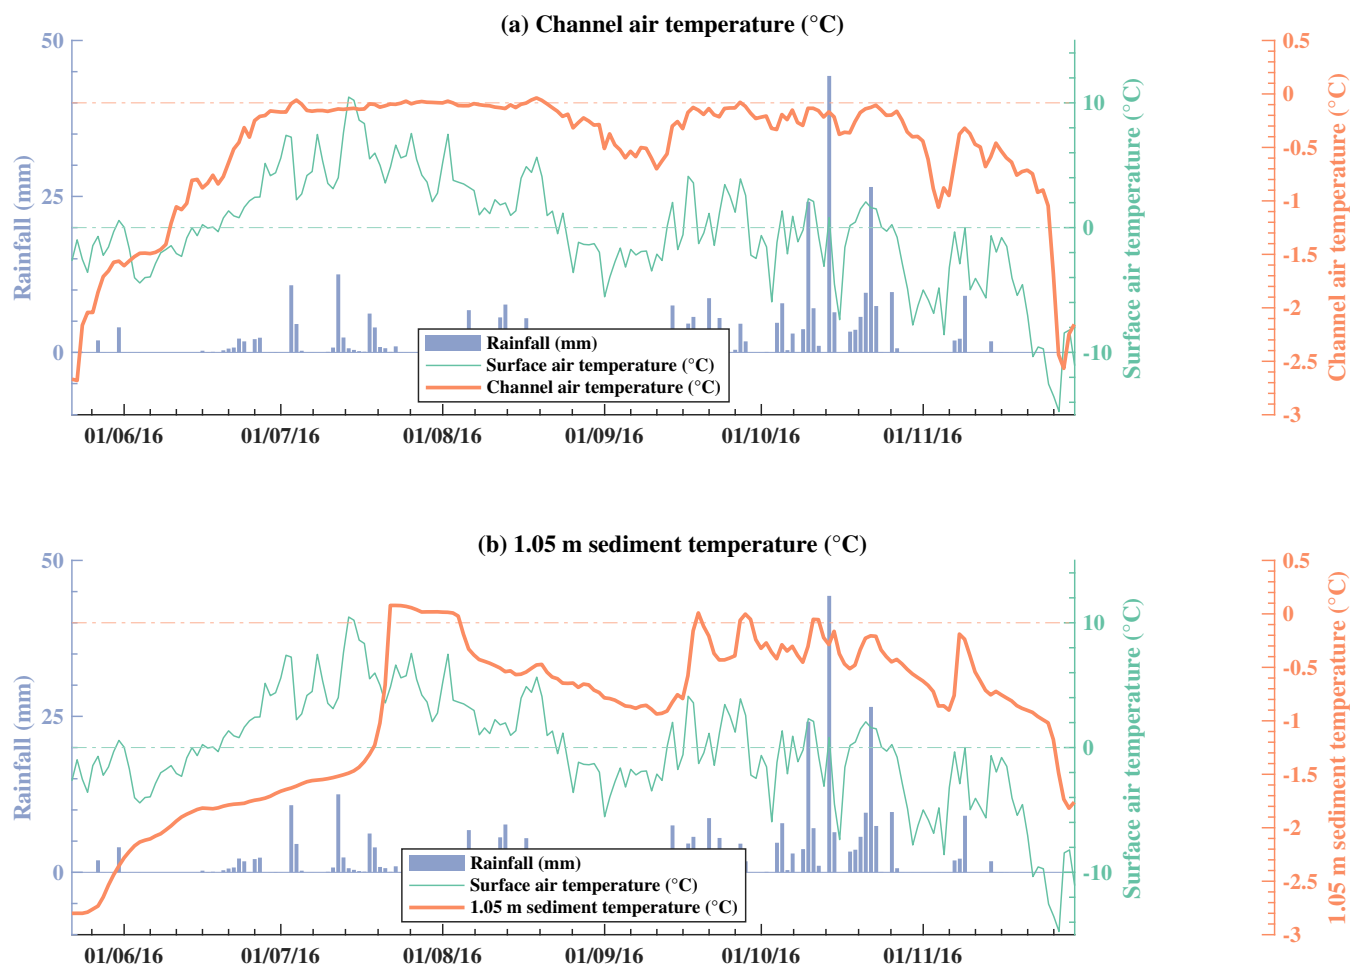 (a) Channel air temperature (°C)
50
25
0
Rainfall (mm)
10
0
-10
Surface air temperature (°C)
0.5
0
-0.5
-1
-1.5
-2
-2.5
-3
Channel air temperature (°C)
Rainfall (mm)
Surface air temperature (°C)
Channel air temperature (°C)
01/06/16 01/07/16 01/08/16 01/09/16 01/10/16 01/11/16
(b) 1.05 m sediment temperature (°C)
50
25
0
Rainfall (mm)
10
0
-10
Surface air temperature (°C)
0.5
0
-0.5
-1
-1.5
-2
-2.5
-3
1.05 m sediment temperature (°C)
Rainfall (mm)
Surface air temperature (°C)
1.05 m sediment temperature (°C)
01/06/16 01/07/16 01/08/16 01/09/16 01/10/16 01/11/16